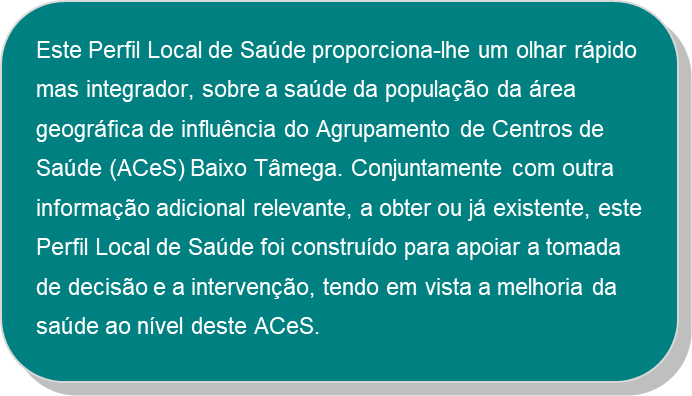 Este Perfil Local de Saúde proporciona-lhe um olhar rápido
mas integrador, sobre a saúde da população da área
geográfica de influência do Agrupamento de Centros de
Saúde (ACeS) Baixo Tâmega. Conjuntamente com outra
informação adicional relevante, a obter ou já existente, este
Perfil Local de Saúde foi construído para apoiar a tomada
de decisão e a intervenção, tendo em vista a melhoria da
saúde ao nível deste ACeS.